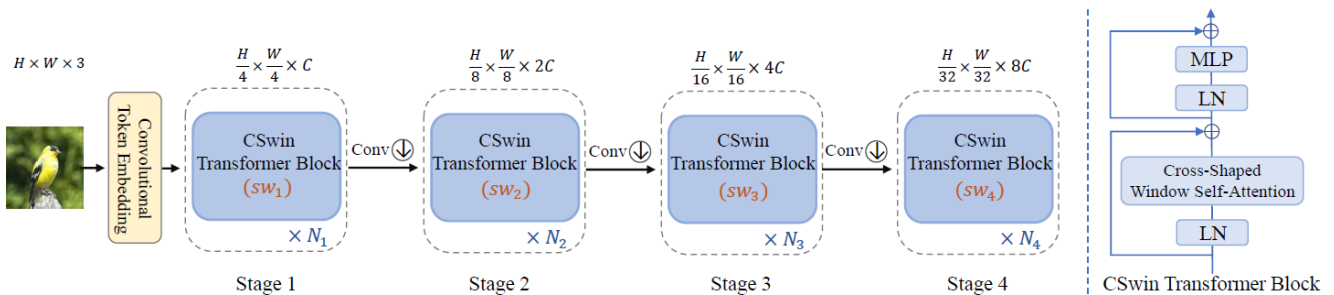 H × W × 3
Convolutional
Token Embedding
H/4 × W/4 × C
CSwin
Transformer Block
(sw₁)
× N₁
Stage 1
Conv
H/8 × W/8 × 2C
CSwin
Transformer Block
(sw₂)
× N₂
Stage 2
Conv
H/16 × W/16 × 4C
CSwin
Transformer Block
(sw₃)
× N₃
Stage 3
Conv
H/32 × W/32 × 8C
CSwin
Transformer Block
(sw₄)
× N₄
Stage 4
MLP
LN
Cross-Shaped
Window Self-Attention
LN
CSwin Transformer Block